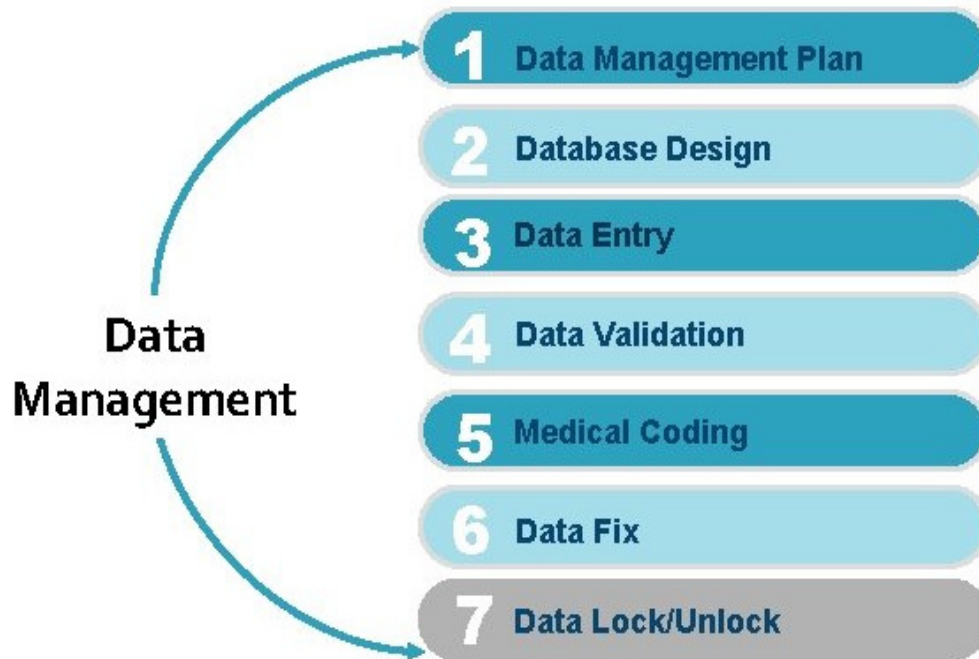 1 Data Management Plan
2 Database Design
3 Data Entry
4 Data Validation
5 Medical Coding
6 Data Fix
7 Data Lock/Unlock
Data
Management